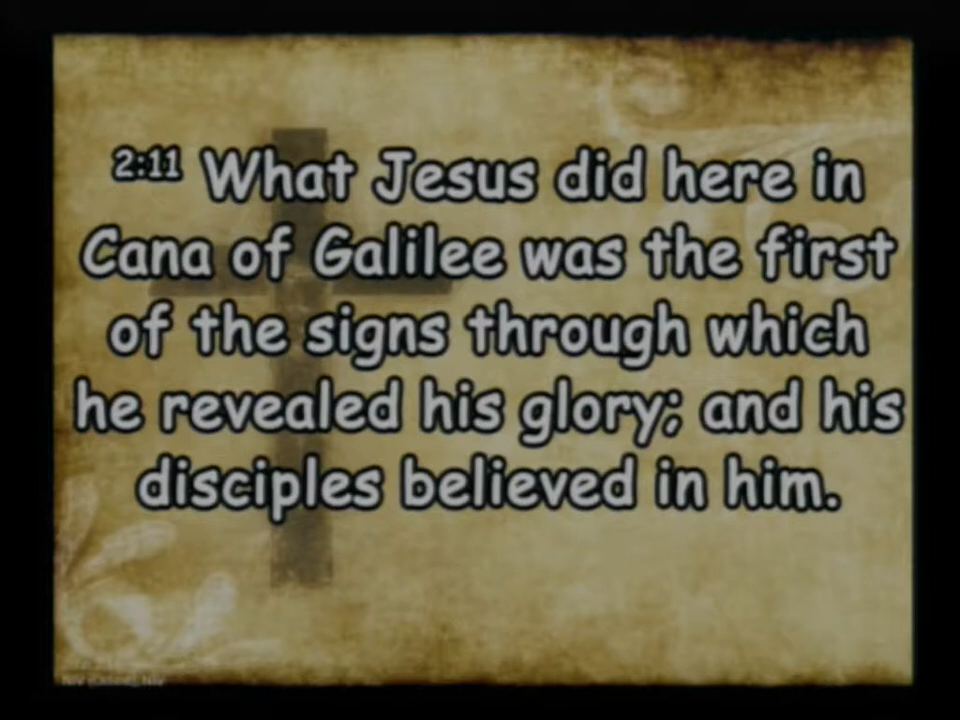 2:11 What Jesus did here in
Cana of Galilee was the first
of the signs through which
he revealed his glory; and his
disciples believed in him.